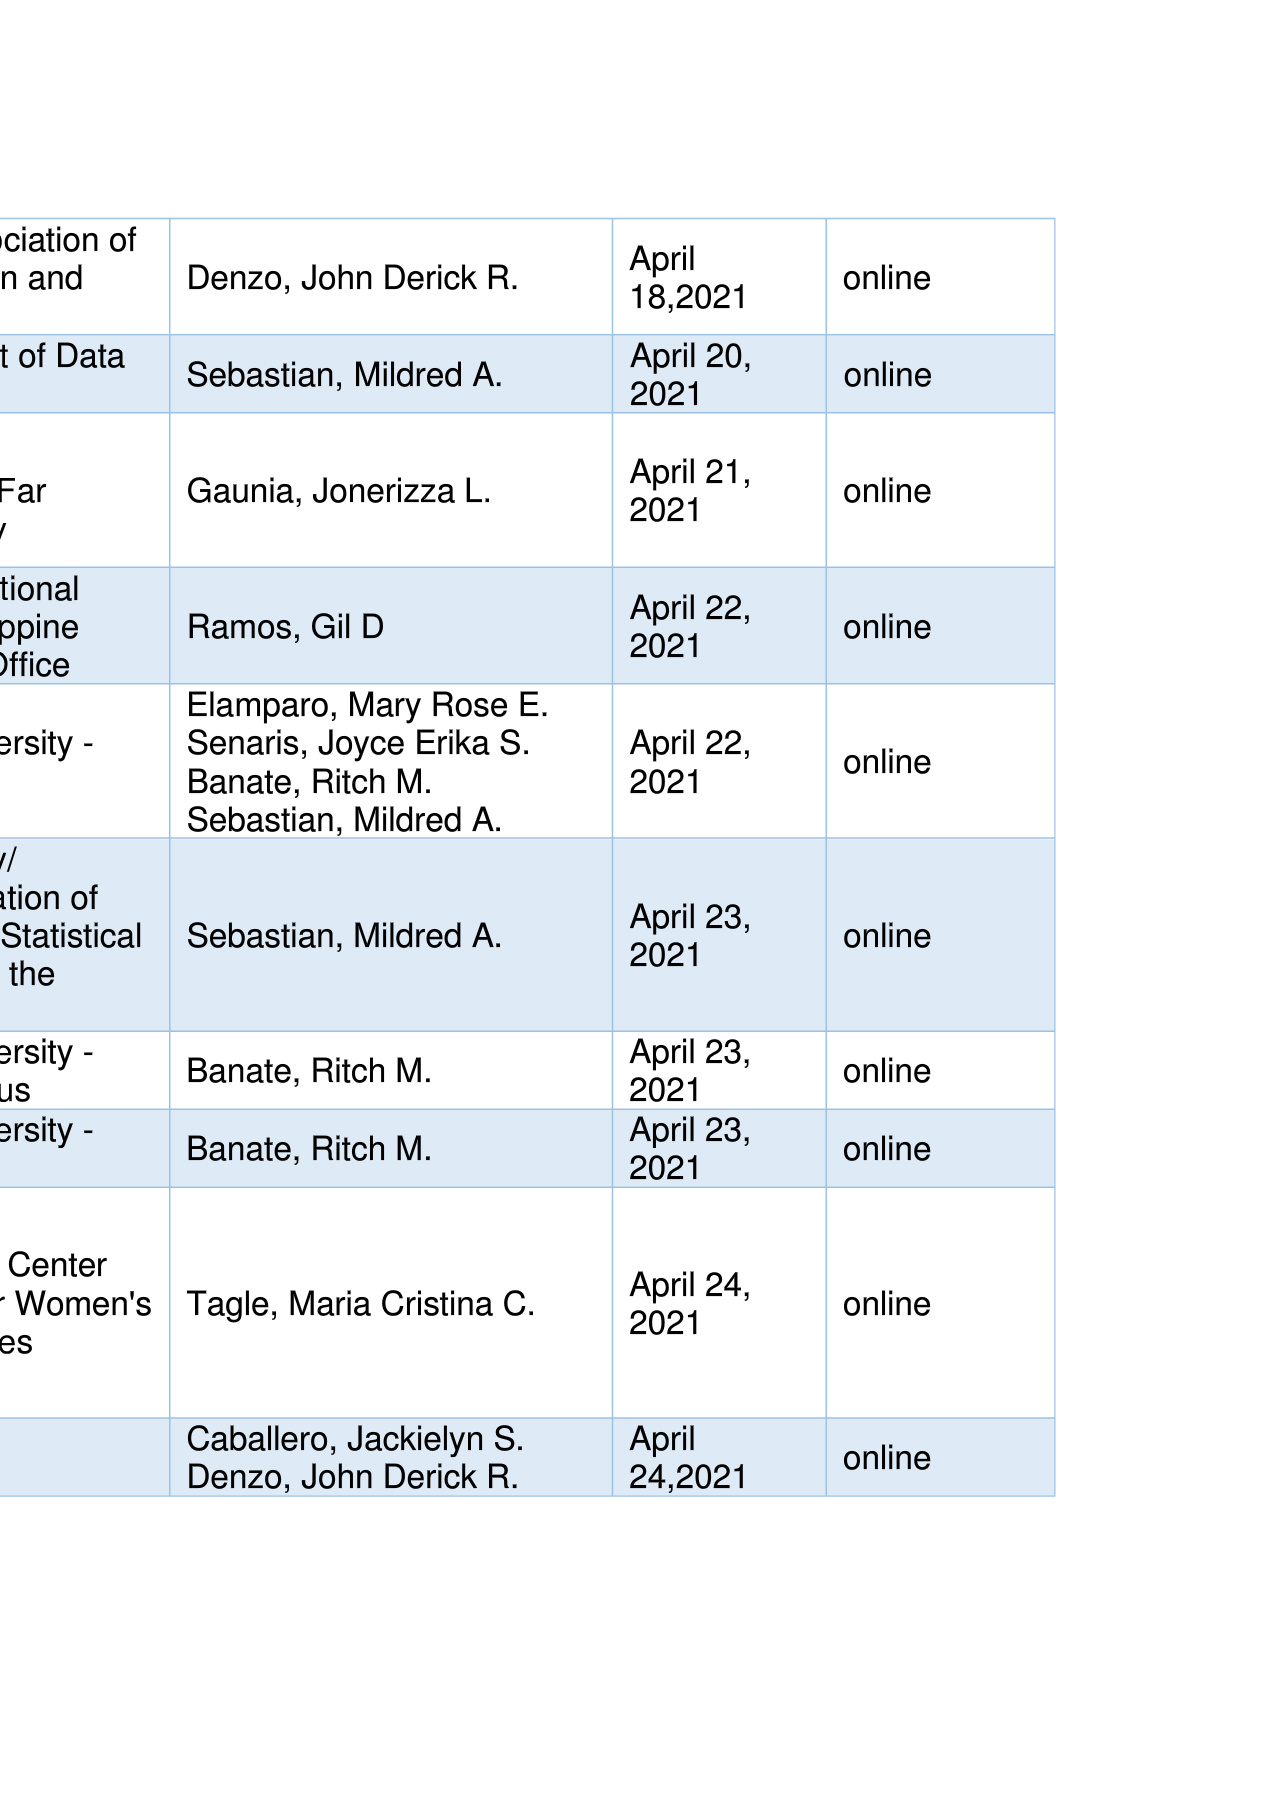 ociation of
n and
Denzo, John Derick R.
April
18,2021
online
t of Data
Sebastian, Mildred A.
April 20,
2021
online
Far
y
Gaunia, Jonerizza L.
April 21,
2021
online
tional
ppine
Office
Ramos, Gil D
April 22,
2021
online
ersity -
Elamparo, Mary Rose E.
Senaris, Joyce Erika S.
Banate, Ritch M.
Sebastian, Mildred A.
April 22,
2021
online
y/
ation of
Statistical
the
Sebastian, Mildred A.
April 23,
2021
online
ersity -
us
Banate, Ritch M.
April 23,
2021
online
ersity -
Banate, Ritch M.
April 23,
2021
online
Center
r Women's
es
Tagle, Maria Cristina C.
April 24,
2021
online
Caballero, Jackielyn S.
Denzo, John Derick R.
April
24,2021
online